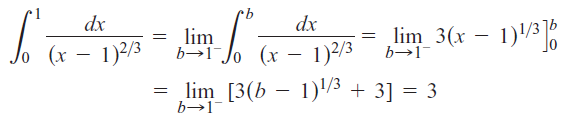 ∫₀¹ dx/(x − 1)^{2/3} = lim_{b→1⁻} ∫₀ᵇ dx/(x − 1)^{2/3} = lim_{b→1⁻} 3(x − 1)^{1/3}]₀ᵇ
= lim_{b→1⁻} [3(b − 1)^{1/3} + 3] = 3